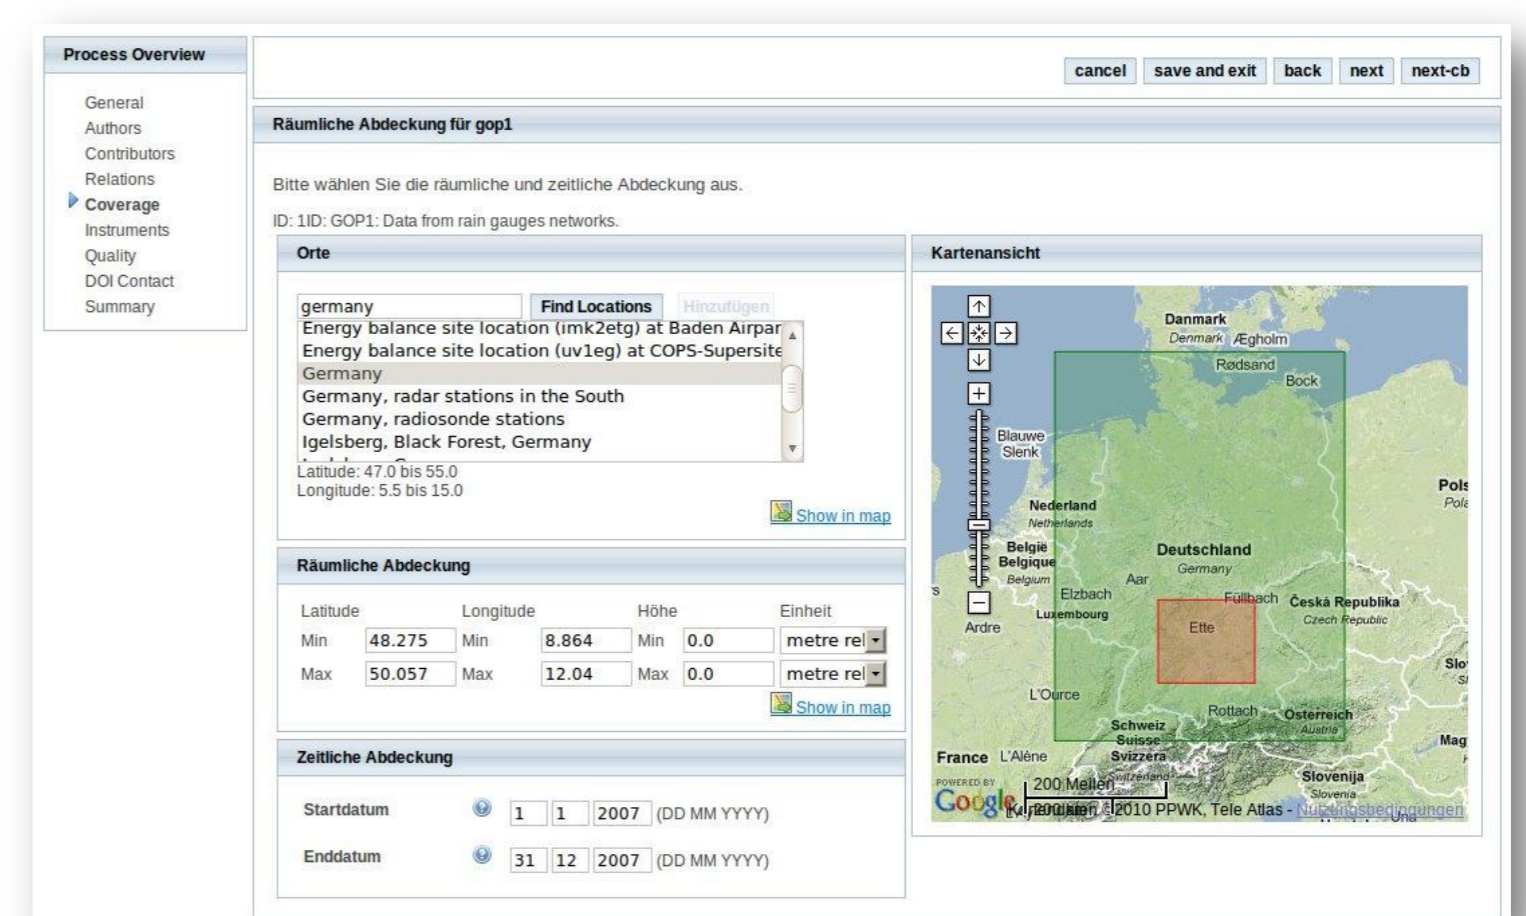 Process Overview
General
Authors
Contributors
Relations
Coverage
Instruments
Quality
DOI Contact
Summary
cancel save and exit back next next-cb
Räumliche Abdeckung für gop1
Bitte wählen Sie die räumliche und zeitliche Abdeckung aus.
ID: 1ID: GOP1: Data from rain gauges networks.
Orte
germany Find Locations Hinzufügen
Energy balance site location (imk2etg) at Baden Airpar
Energy balance site location (uv1eg) at COPS-Supersite
Germany
Germany, radar stations in the South
Germany, radiosonde stations
Igelsberg, Black Forest, Germany
Latitude: 47.0 bis 55.0
Longitude: 5.5 bis 15.0
Show in map
Räumliche Abdeckung
Latitude Longitude Höhe Einheit
Min 48.275 Min 8.864 Min 0.0 metre rel
Max 50.057 Max 12.04 Max 0.0 metre rel
Show in map
Zeitliche Abdeckung
Startdatum 1 1 2007 (DD MM YYYY)
Enddatum 31 12 2007 (DD MM YYYY)
Kartenansicht
Danmark
Denmark Ægholm
Rødsand
Bock
Blauwe
Slenk
Nederland
Netherlands
Pols
Pola
België
Belgique
Belgium
Deutschland
Germany
Aar
Elzbach
Füllbach
Luxembourg
Česká Republika
Czech Republic
Ardre
Ette
Slo
L'Ource
Rottach
Österreich
Austria
Schweiz
Suisse
Svizzera
Switzerland
Mag
France L'Alène
Slovenija
Slovenia
POWERED BY
Google
200 Meilen
200 km
Kartendaten ©2010 PPWK, Tele Atlas - Nutzungsbedingungen